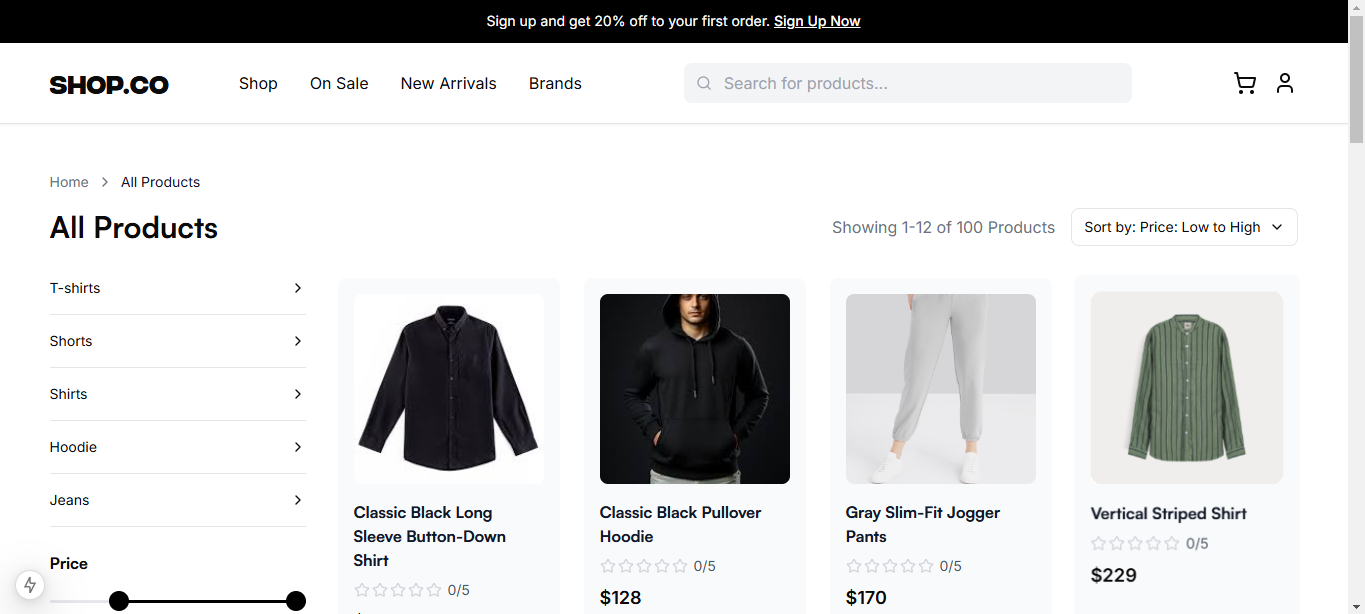 Sign up and get 20% off to your first order. Sign Up Now
SHOP.CO
Shop
On Sale
New Arrivals
Brands
Search for products...
Home
All Products
All Products
Showing 1-12 of 100 Products
Sort by: Price: Low to High
T-shirts
Shorts
Shirts
Hoodie
Jeans
Price
Classic Black Long
Sleeve Button-Down
Shirt
0/5
Classic Black Pullover
Hoodie
0/5
$128
Gray Slim-Fit Jogger
Pants
0/5
$170
Vertical Striped Shirt
0/5
$229